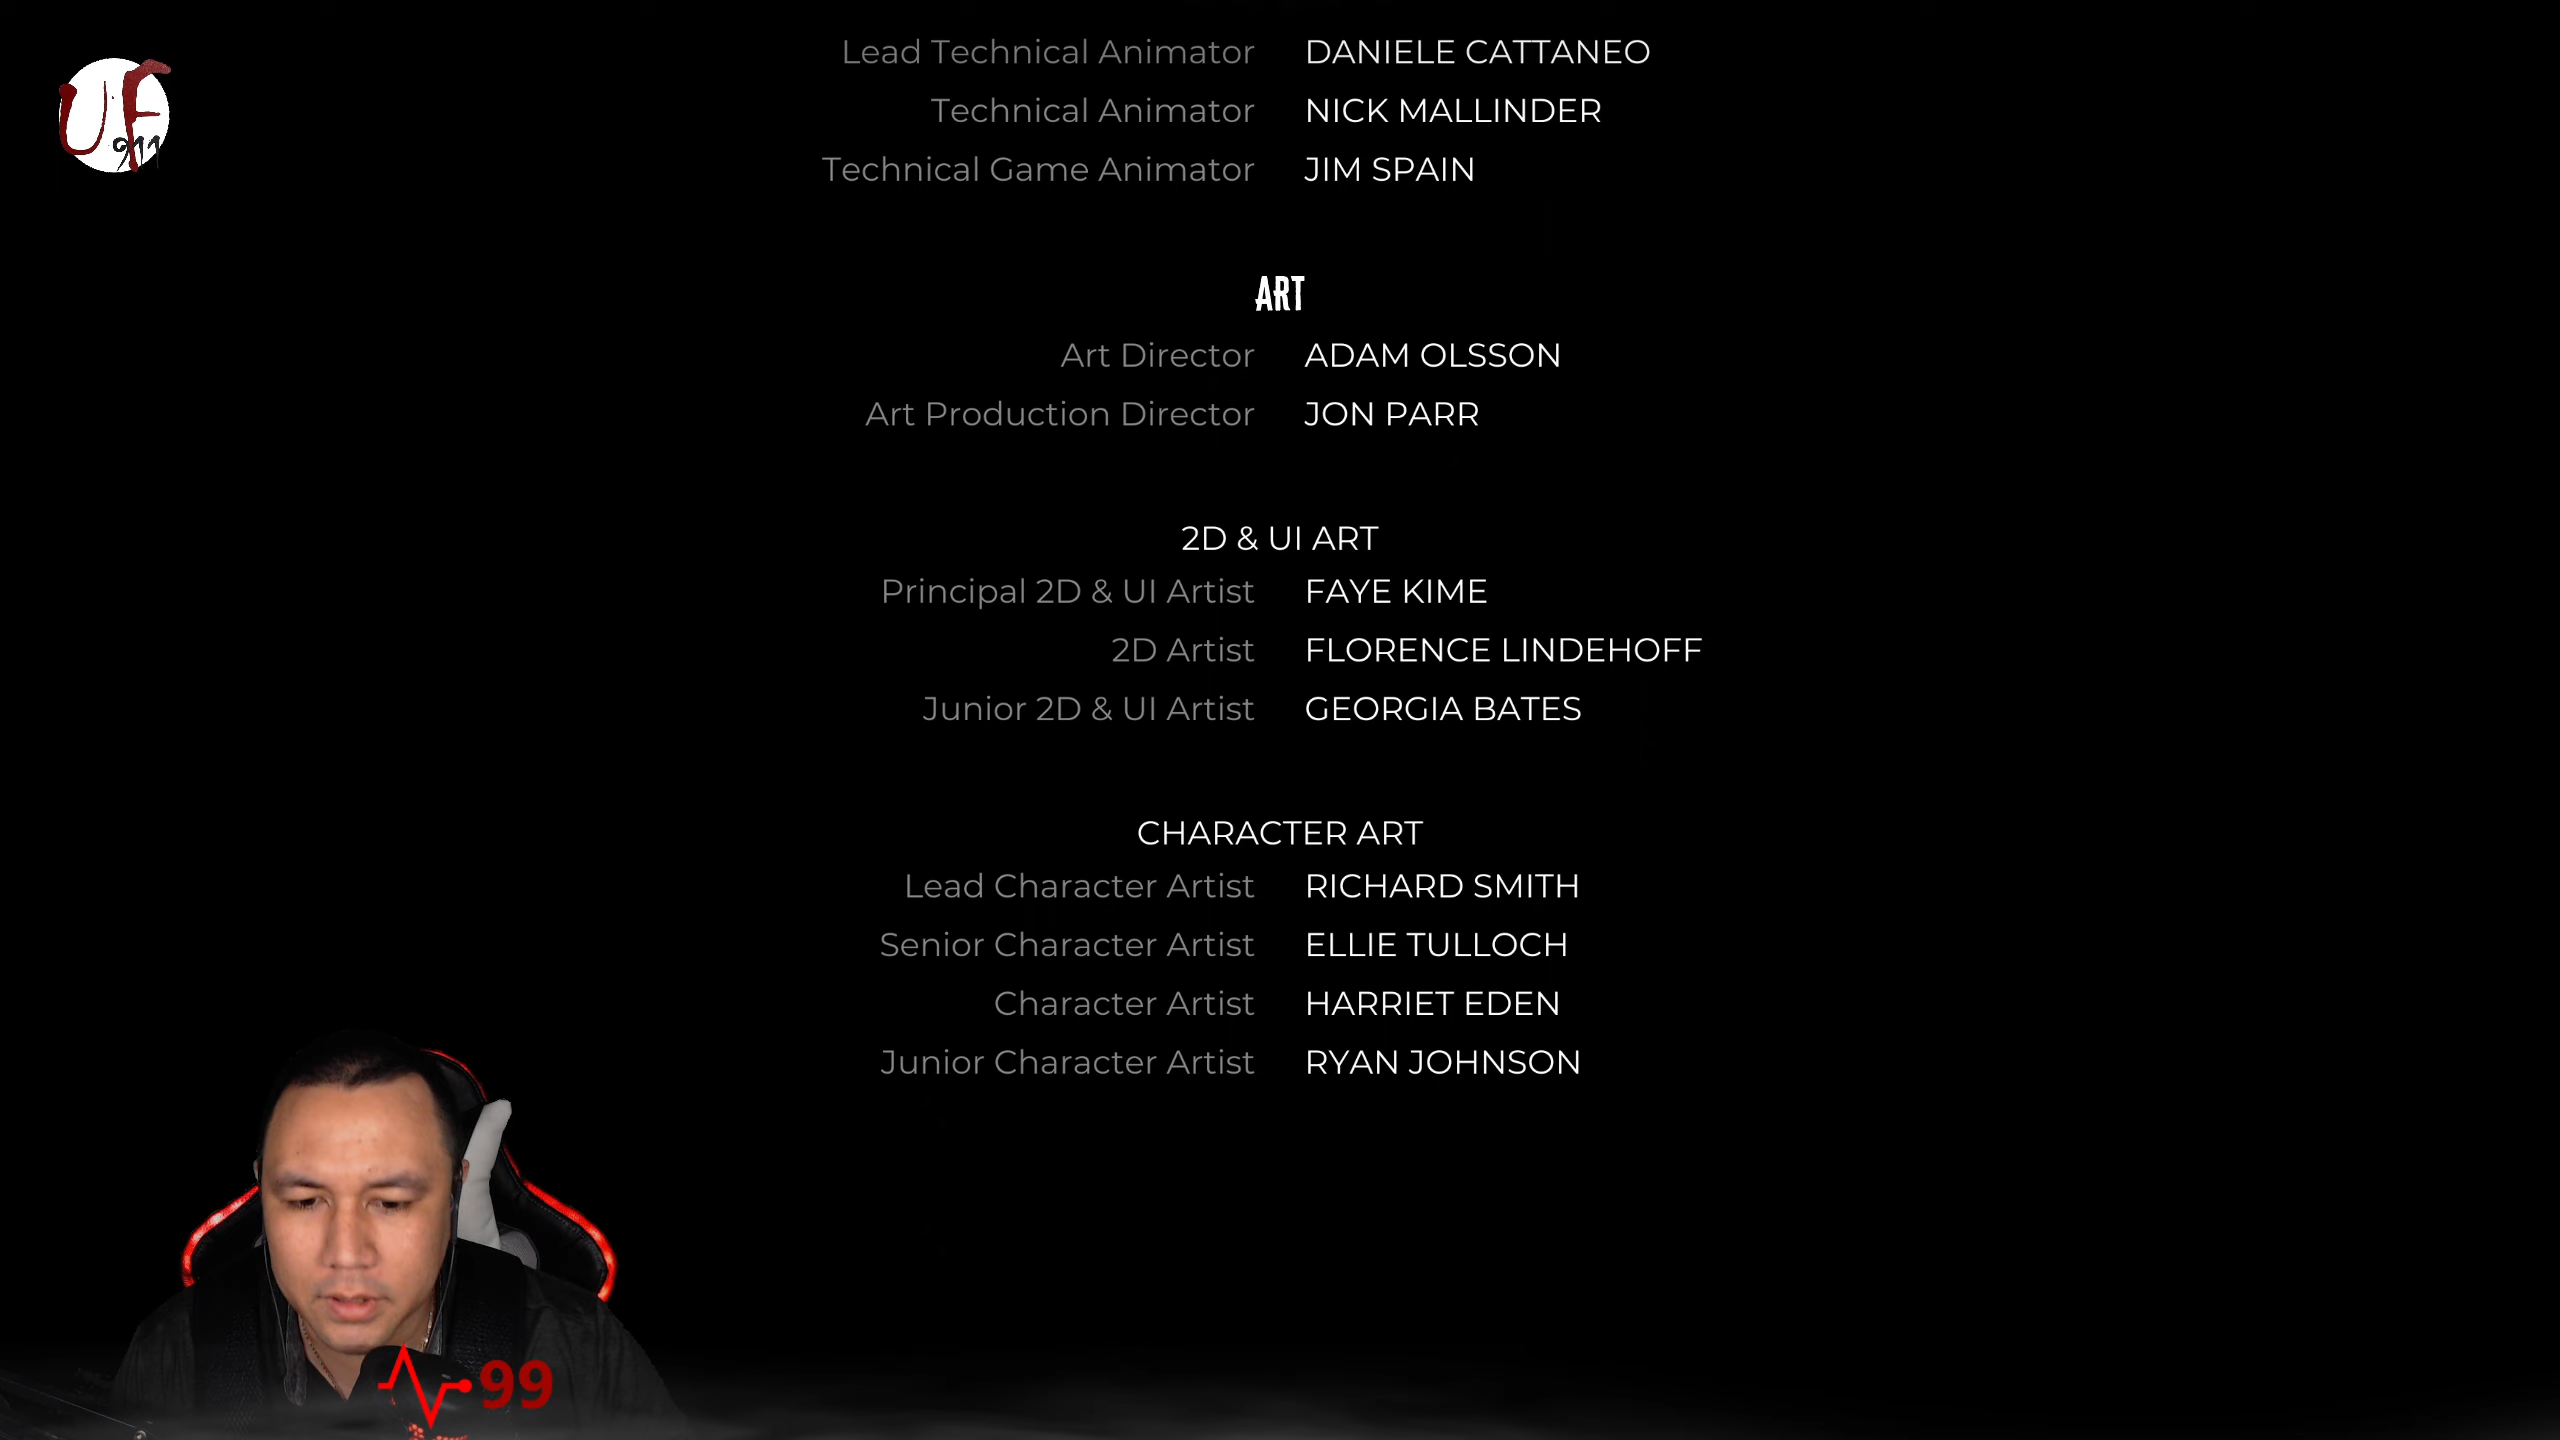 Lead Technical Animator DANIELE CATTANEO
Technical Animator NICK MALLINDER
Technical Game Animator JIM SPAIN
UF
911
ART
Art Director ADAM OLSSON
Art Production Director JON PARR
2D & UI ART
Principal 2D & UI Artist FAYE KIME
2D Artist FLORENCE LINDEHOFF
Junior 2D & UI Artist GEORGIA BATES
CHARACTER ART
Lead Character Artist RICHARD SMITH
Senior Character Artist ELLIE TULLOCH
Character Artist HARRIET EDEN
Junior Character Artist RYAN JOHNSON
99